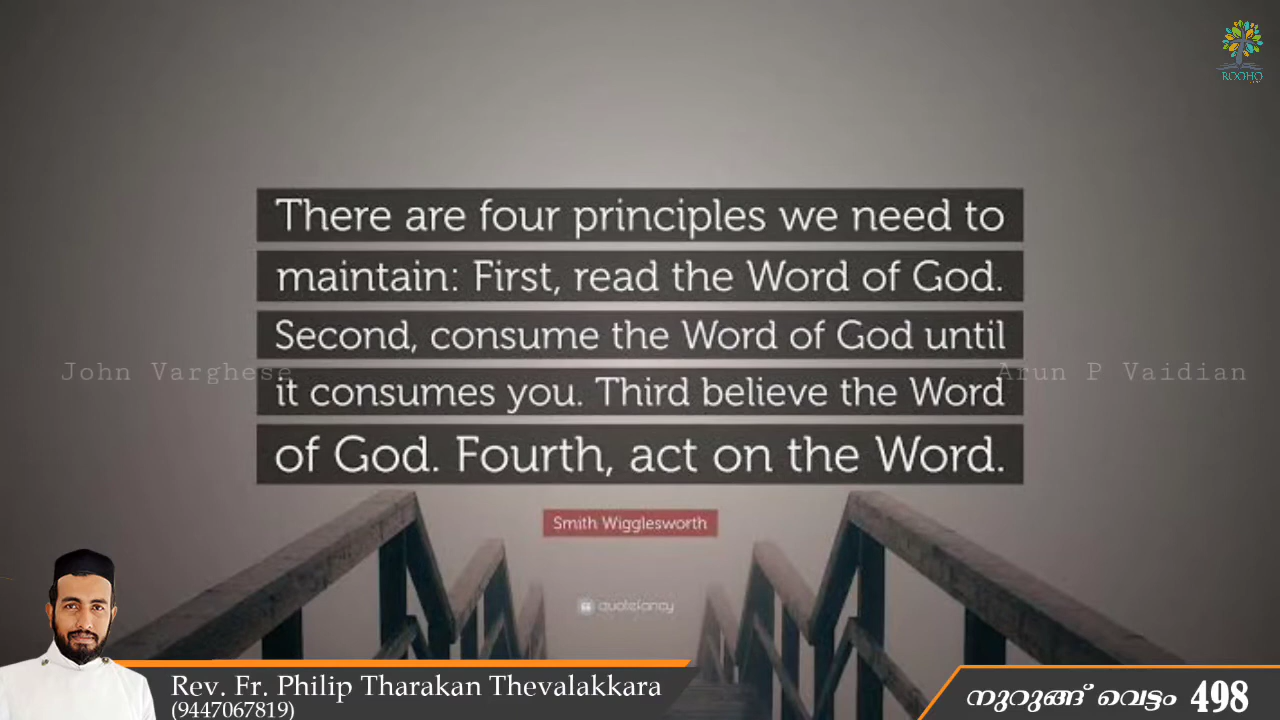 ROOHO
There are four principles we need to
maintain: First, read the Word of God.
Second, consume the Word of God until
it consumes you. Third believe the Word
of God. Fourth, act on the Word.
John Varghese
Arun P Vaidian
Smith Wigglesworth
quotefancy
Rev. Fr. Philip Tharakan Thevalakkara
(9447067819)
നുറുങ്ങ് വെട്ടം 498